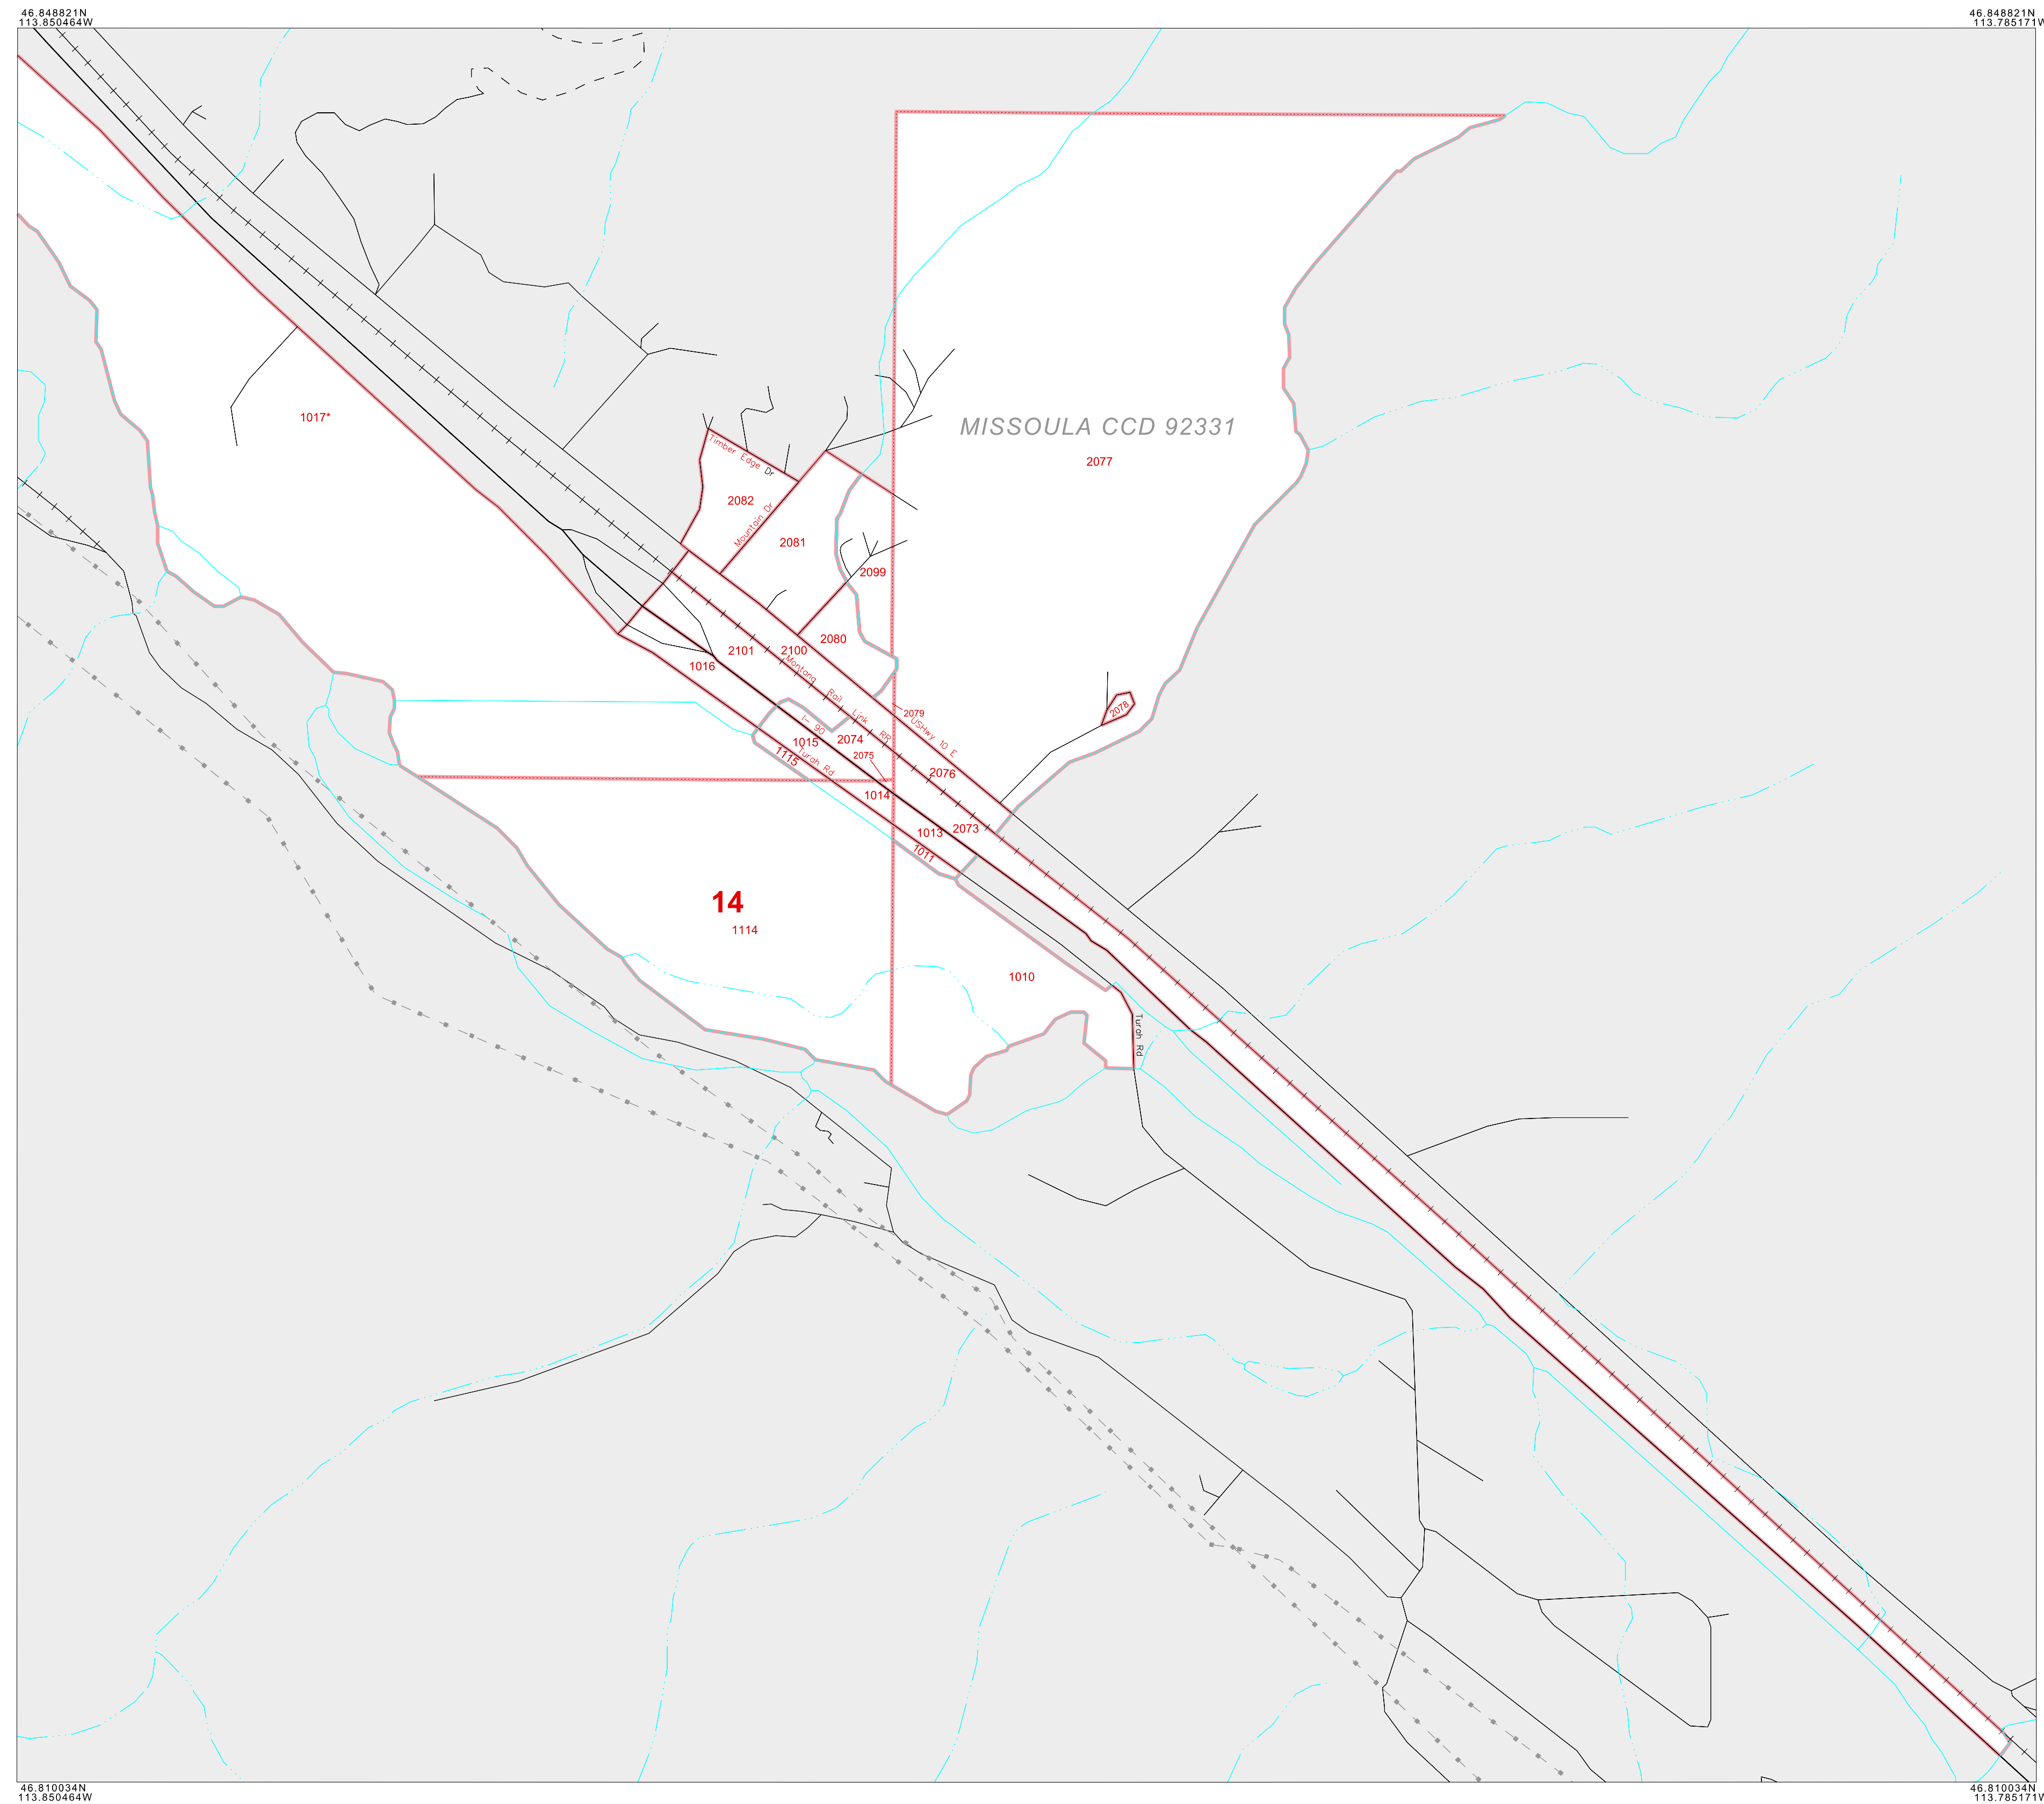 46.848821N
113.850464W
46.848821N
113.785171W
1017*
MISSOULA CCD 92331
2077
Timber Edge Dr
2082
Mountain Dr
2081
2099
2080
2101
2100
1016
Montana Rail Link RR
2078
2079
USHwy 10 E
I- 90
1015
2074
2075
Turah Rd
1115
2076
1014
1013
2073
1011
14
1114
1010
Turah Rd
46.810034N
113.850464W
46.810034N
113.785171W